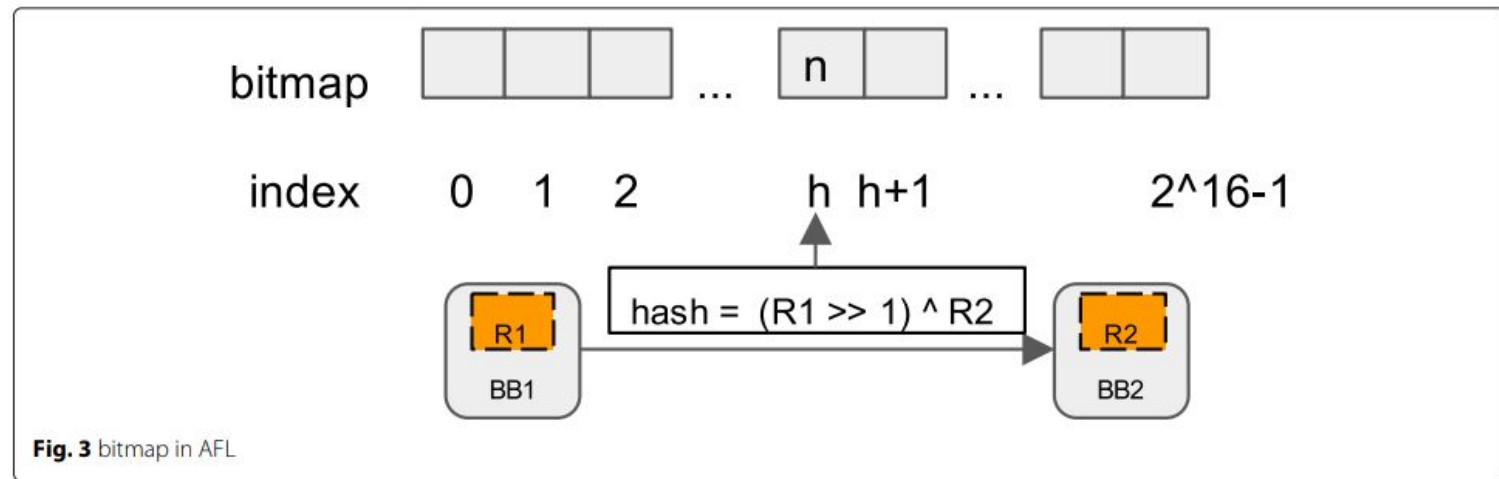 bitmap ... n ...
index 0 1 2 h h+1 2^16-1
hash = (R1 >> 1) ^ R2
R1 R2
BB1 BB2
Fig. 3 bitmap in AFL